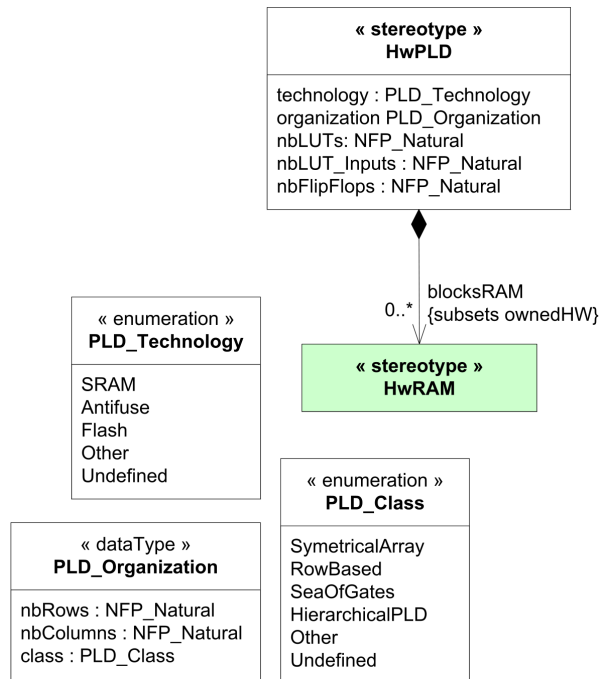 « stereotype »
HwPLD
technology : PLD_Technology
organization PLD_Organization
nbLUTs: NFP_Natural
nbLUT_Inputs : NFP_Natural
nbFlipFlops : NFP_Natural
blocksRAM
0..*
{subsets ownedHW}
« stereotype »
HwRAM
« enumeration »
PLD_Technology
SRAM
Antifuse
Flash
Other
Undefined
« enumeration »
PLD_Class
SymetricalArray
RowBased
SeaOfGates
HierarchicalPLD
Other
Undefined
« dataType »
PLD_Organization
nbRows : NFP_Natural
nbColumns : NFP_Natural
class : PLD_Class